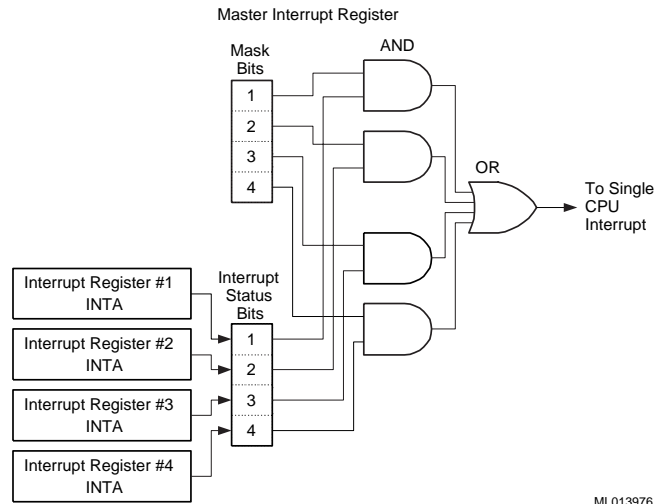 Master Interrupt Register
AND
Mask
Bits
1
2
3
4
OR
To Single
CPU
Interrupt
Interrupt Register #1
INTA
Interrupt Register #2
INTA
Interrupt Register #3
INTA
Interrupt Register #4
INTA
Interrupt
Status
Bits
1
2
3
4
ML013976